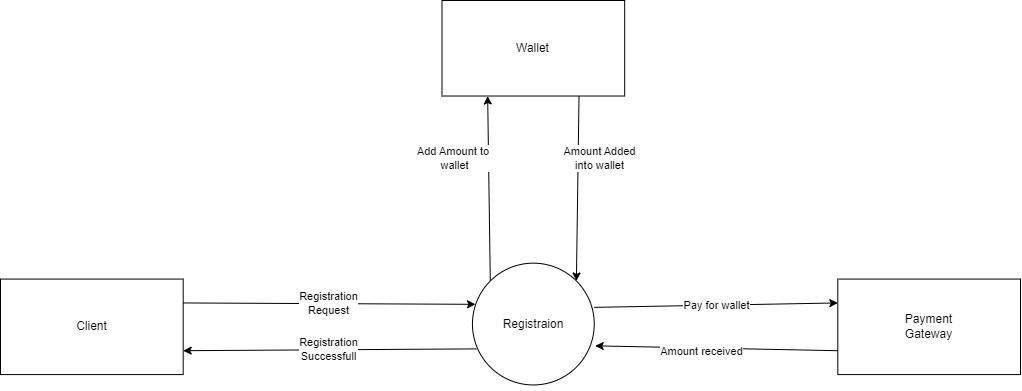 Wallet
Add Amount to
wallet
Amount Added
into wallet
Registration
Request
Client
Registration
Successfull
Registraion
Pay for wallet
Amount received
Payment
Gateway